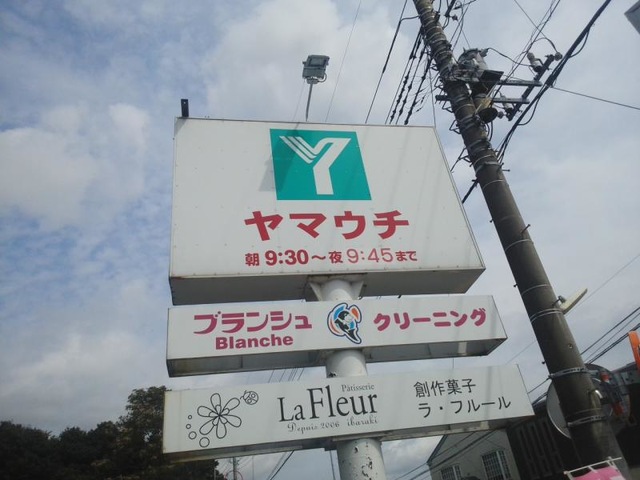 Y
ヤマウチ
朝 9:30～夜 9:45まで
ブランシュ クリーニング
Blanche
Pâtisserie
La Fleur
Depuis.2006 ibaraki
創作菓子
ラ・フルール